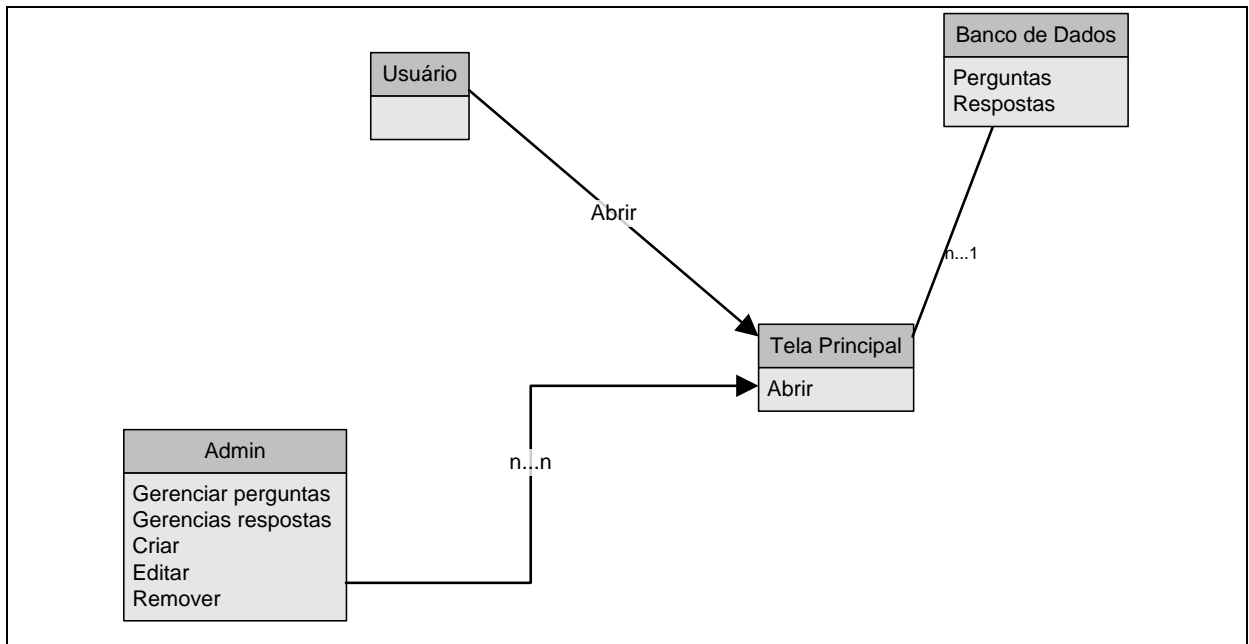 Banco de Dados
Perguntas
Respostas
Usuário
Abrir
n...1
Tela Principal
Abrir
n...n
Admin
Gerenciar perguntas
Gerencias respostas
Criar
Editar
Remover